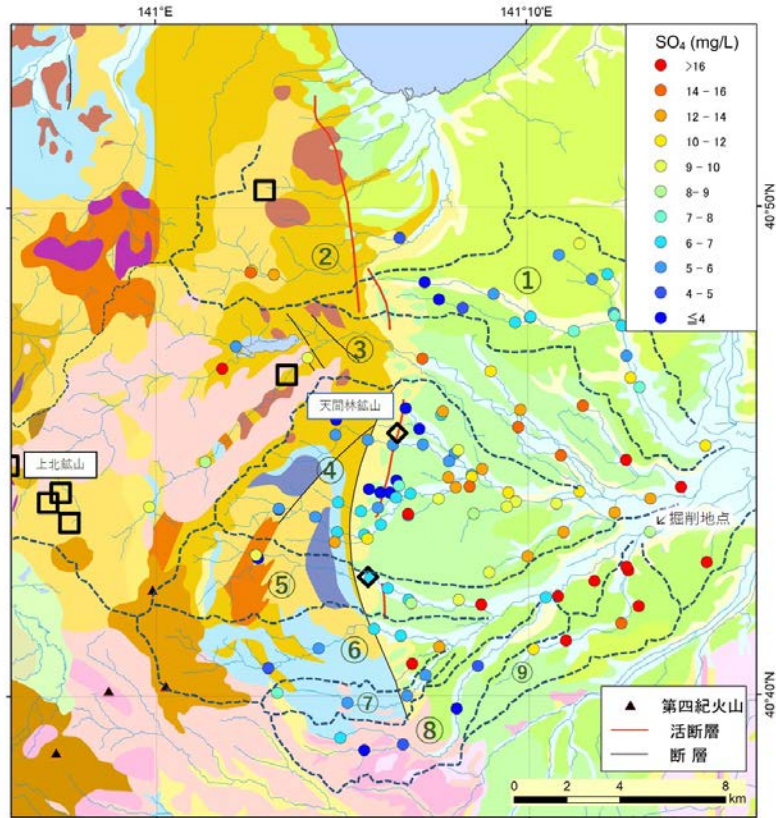 141°E
141°10'E
SO₄ (mg/L)
>16
14 - 16
12 - 14
10 - 12
9 - 10
8- 9
7 - 8
6 - 7
5 - 6
4 - 5
≦4
40°50'N
①
②
③
天間林鉱山
④
上北鉱山
掘削地点
⑤
⑥
⑨
⑦
⑧
40°40'N
第四紀火山
活断層
断 層
0 2 4 8
km